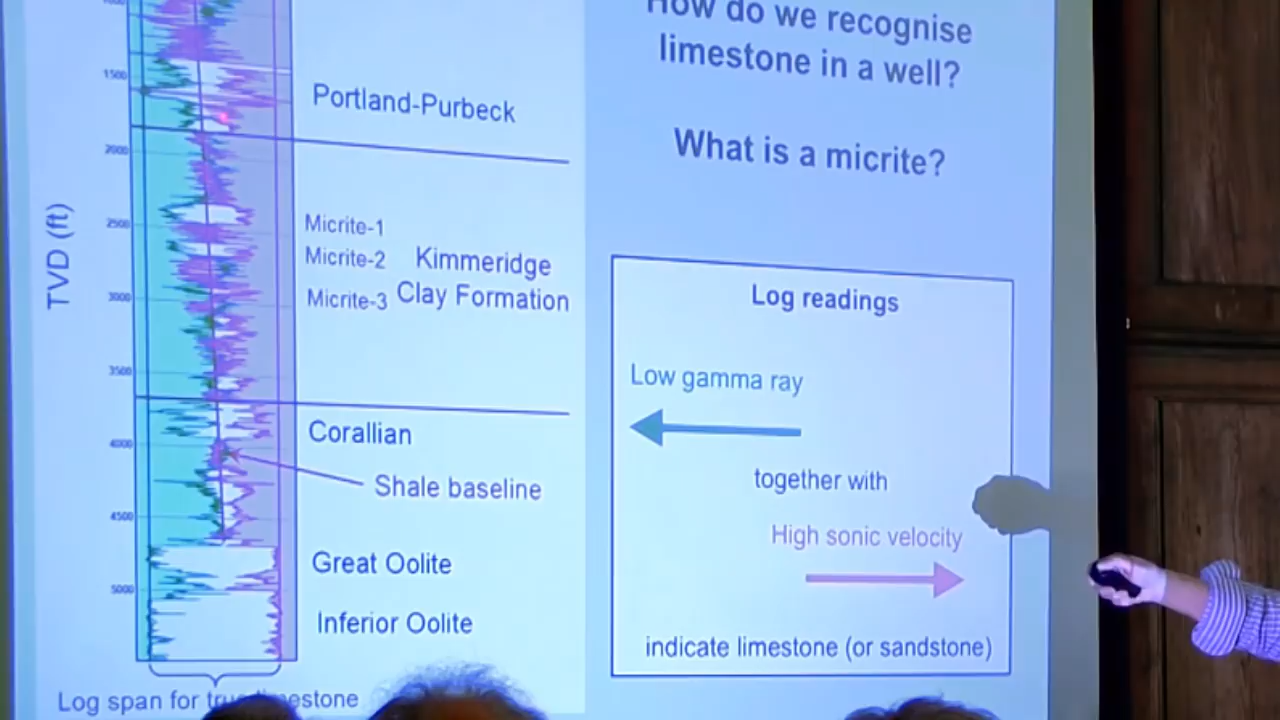 1500
Portland-Purbeck
2000
TVD (ft)
2500
Micrite-1
Micrite-2
Kimmeridge
3000
Micrite-3
Clay Formation
3500
Corallian
4000
Shale baseline
4500
Great Oolite
5000
Inferior Oolite
Log span for
How do we recognise
limestone in a well?
What is a micrite?
Log readings
Low gamma ray
together with
High sonic velocity
indicate limestone (or sandstone)